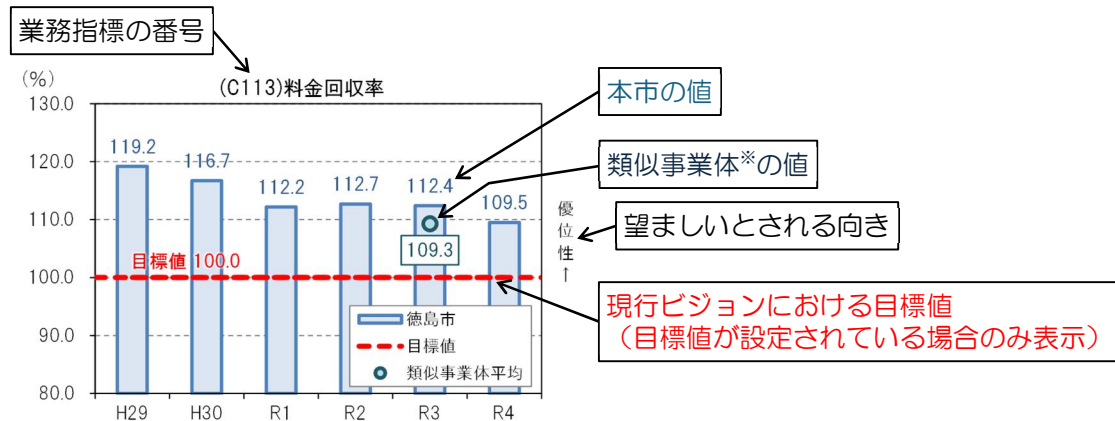 業務指標の番号
(%)
(C113)料金回収率
130.0
120.0
110.0
100.0
90.0
80.0
119.2
116.7
112.2
112.7
112.4
109.5
109.3
目標値 100.0
徳島市
目標値
類似事業体平均
H29
H30
R1
R2
R3
R4
優位性↑
本市の値
類似事業体※の値
望ましいとされる向き
現行ビジョンにおける目標値
（目標値が設定されている場合のみ表示）